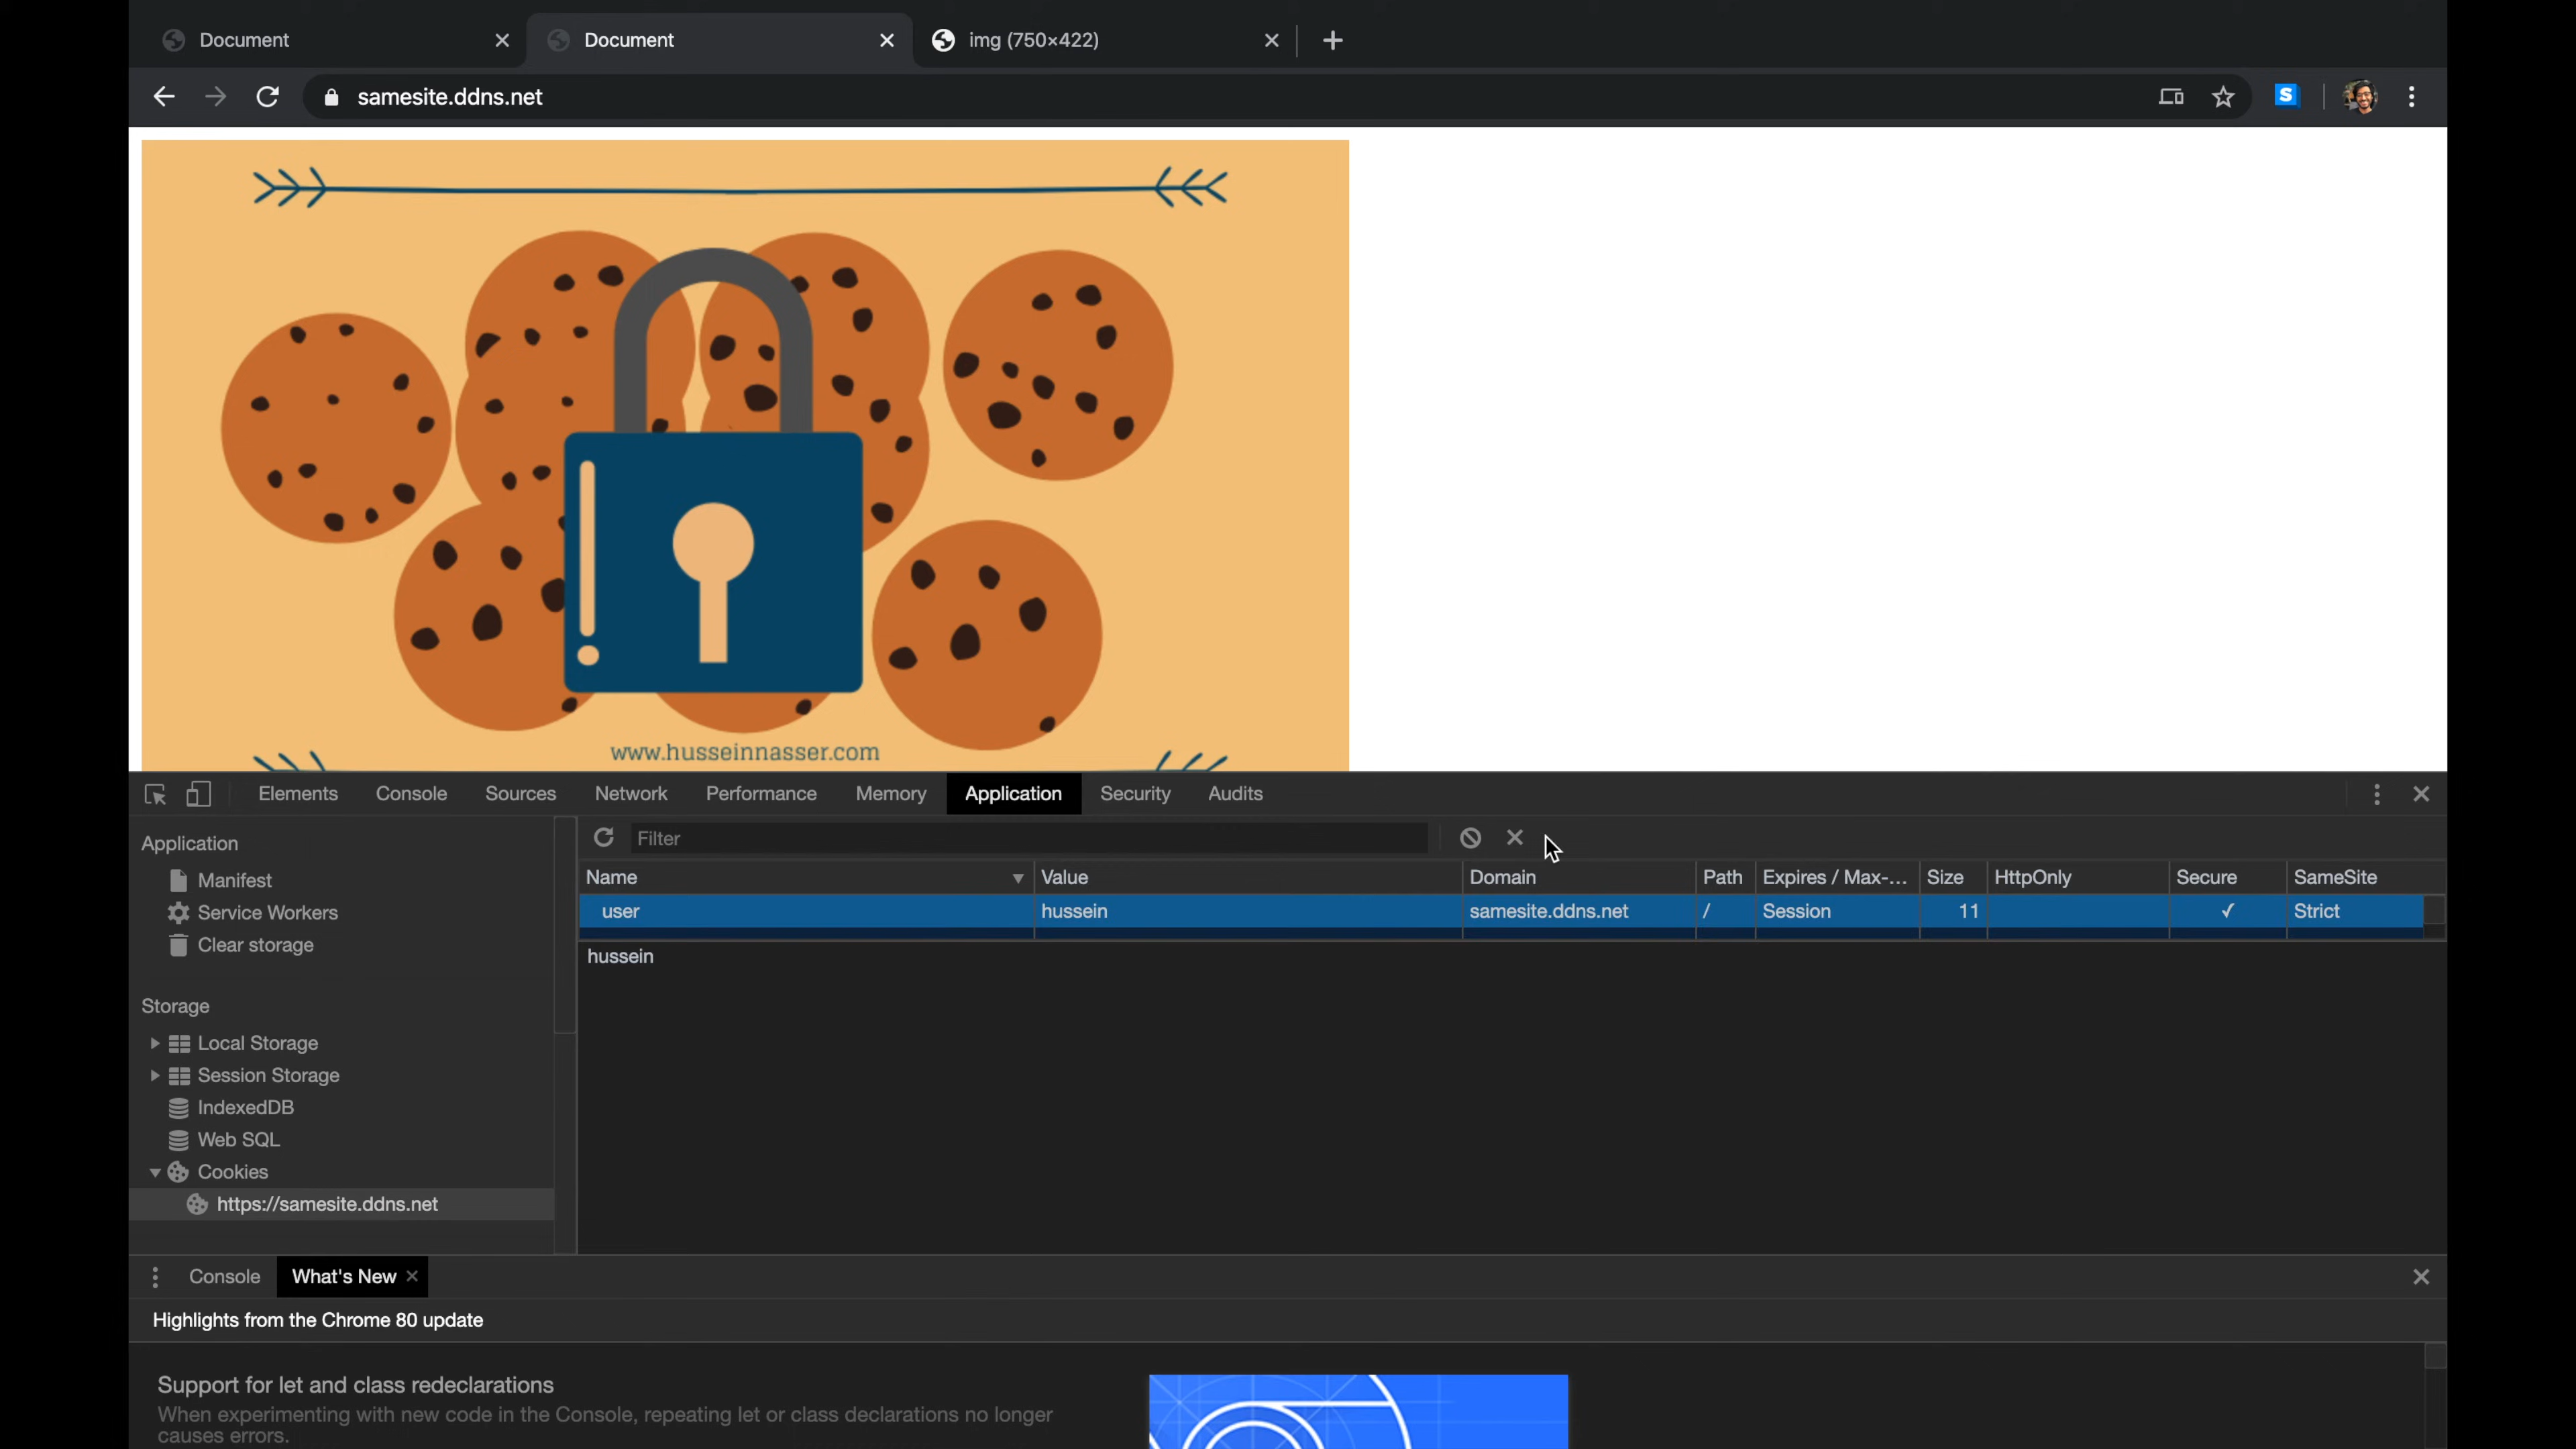 Document
Document
img (750×422)
samesite.ddns.net
S
www.husseinnasser.com
Elements Console Sources Network Performance Memory Application Security Audits
Application
Manifest
Service Workers
Clear storage
Storage
Local Storage
Session Storage
IndexedDB
Web SQL
Cookies
https://samesite.ddns.net
Filter
Name Value Domain Path Expires / Max-... Size HttpOnly Secure SameSite
user hussein samesite.ddns.net / Session 11 ✓ Strict
hussein
Console What's New
Highlights from the Chrome 80 update
Support for let and class redeclarations
When experimenting with new code in the Console, repeating let or class declarations no longer
causes errors.